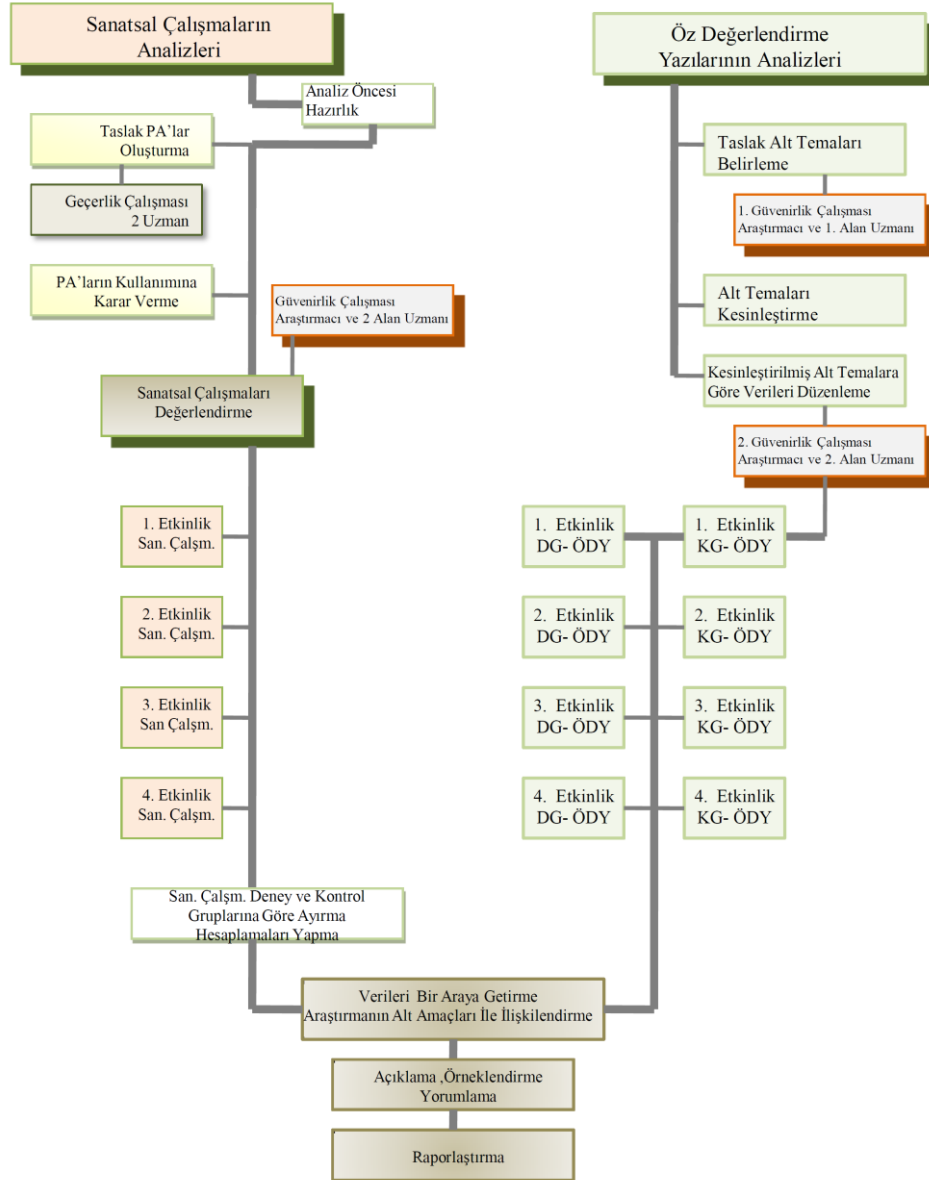 Sanatsal Çalışmaların
Analizleri
Analiz Öncesi
Hazırlık
Taslak PA’lar
Oluşturma
Geçerlik Çalışması
2 Uzman
PA’ların Kullanımına
Karar Verme
Güvenirlik Çalışması
Araştırmacı ve 2 Alan Uzmanı
Sanatsal Çalışmaları
Değerlendirme
1. Etkinlik
San. Çalşm.
2. Etkinlik
San. Çalşm.
3. Etkinlik
San Çalşm.
4. Etkinlik
San. Çalşm.
San. Çalşm. Deney ve Kontrol
Gruplarına Göre Ayırma
Hesaplamaları Yapma
Öz Değerlendirme
Yazılarının Analizleri
Taslak Alt Temaları
Belirleme
1. Güvenirlik Çalışması
Araştırmacı ve 1. Alan Uzmanı
Alt Temaları
Kesinleştirme
Kesinleştirilmiş Alt Temalara
Göre Verileri Düzenleme
2. Güvenirlik Çalışması
Araştırmacı ve 2. Alan Uzmanı
1. Etkinlik
DG- ÖDY
1. Etkinlik
KG- ÖDY
2. Etkinlik
DG- ÖDY
2. Etkinlik
KG- ÖDY
3. Etkinlik
DG- ÖDY
3. Etkinlik
KG- ÖDY
4. Etkinlik
DG- ÖDY
4. Etkinlik
KG- ÖDY
Verileri Bir Araya Getirme
Araştırmanın Alt Amaçları İle İlişkilendirme
Açıklama ,Örneklendirme
Yorumlama
Raporlaştırma